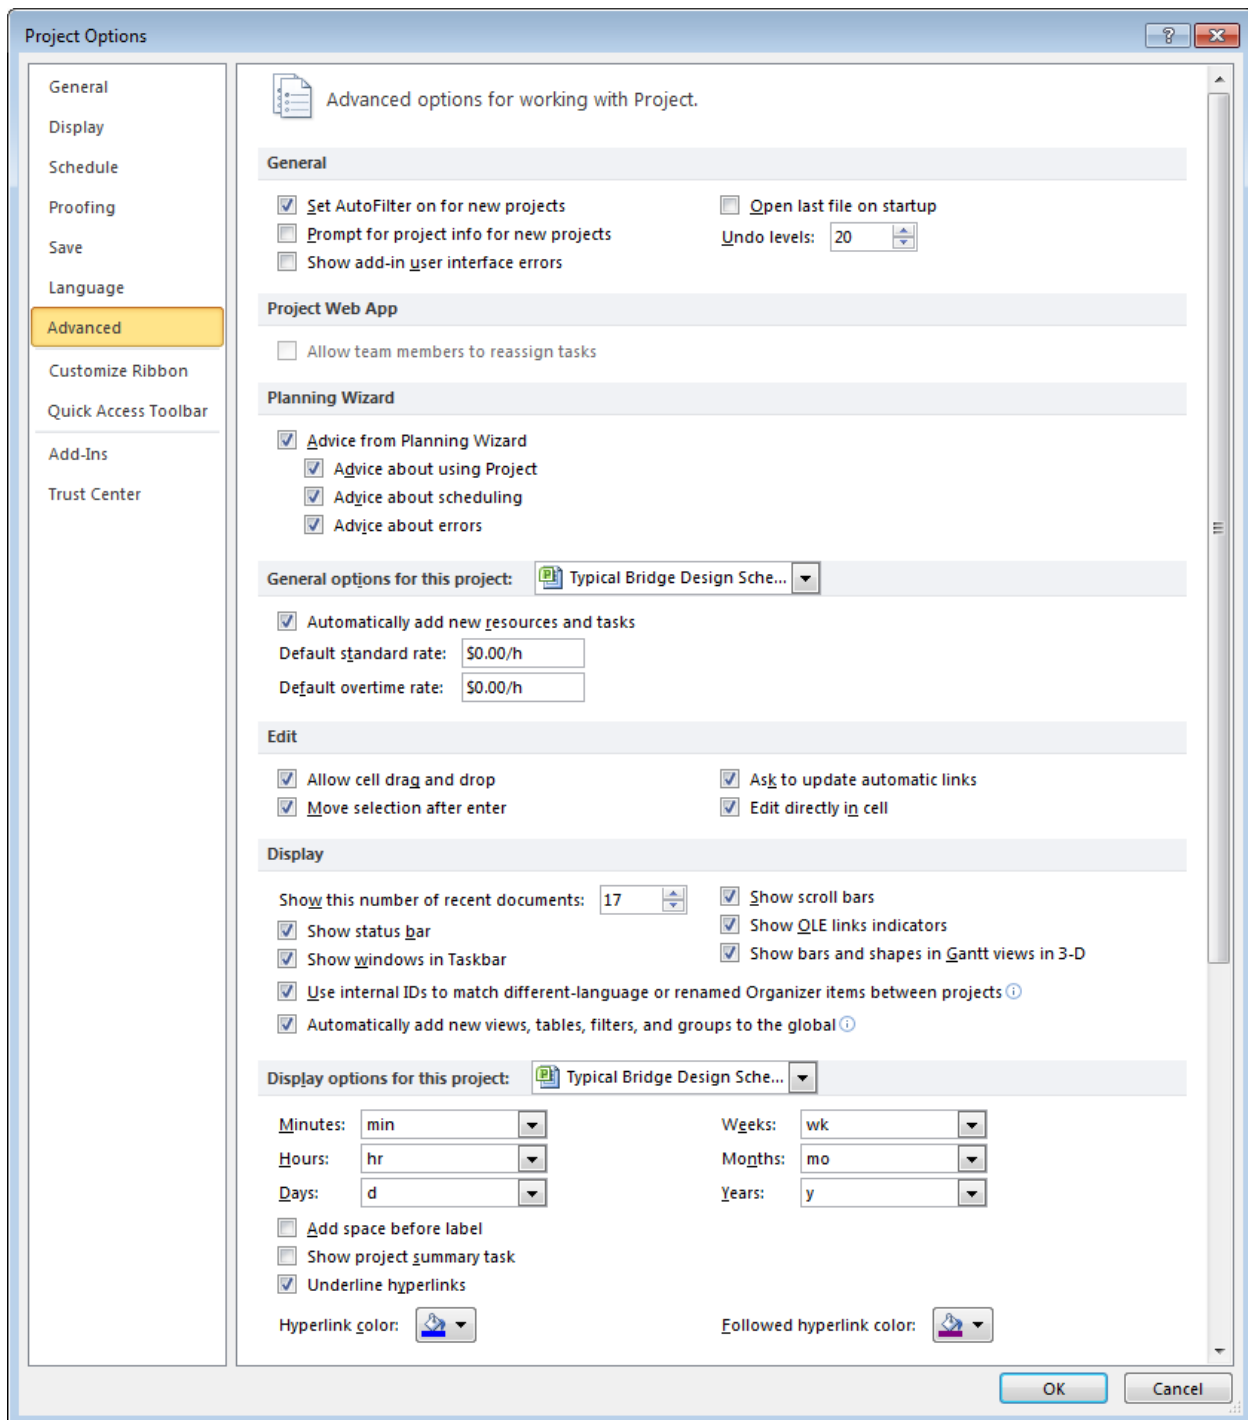 Project Options
General
Display
Schedule
Proofing
Save
Language
Advanced
Customize Ribbon
Quick Access Toolbar
Add-Ins
Trust Center
Advanced options for working with Project.
General
Set AutoFilter on for new projects
Open last file on startup
Prompt for project info for new projects
Undo levels: 20
Show add-in user interface errors
Project Web App
Allow team members to reassign tasks
Planning Wizard
Advice from Planning Wizard
Advice about using Project
Advice about scheduling
Advice about errors
General options for this project: Typical Bridge Design Sche...
Automatically add new resources and tasks
Default standard rate: $0.00/h
Default overtime rate: $0.00/h
Edit
Allow cell drag and drop
Ask to update automatic links
Move selection after enter
Edit directly in cell
Display
Show this number of recent documents: 17
Show scroll bars
Show status bar
Show OLE links indicators
Show windows in Taskbar
Show bars and shapes in Gantt views in 3-D
Use internal IDs to match different-language or renamed Organizer items between projects
Automatically add new views, tables, filters, and groups to the global
Display options for this project: Typical Bridge Design Sche...
Minutes: min
Weeks: wk
Hours: hr
Months: mo
Days: d
Years: y
Add space before label
Show project summary task
Underline hyperlinks
Hyperlink color:
Followed hyperlink color:
OK
Cancel